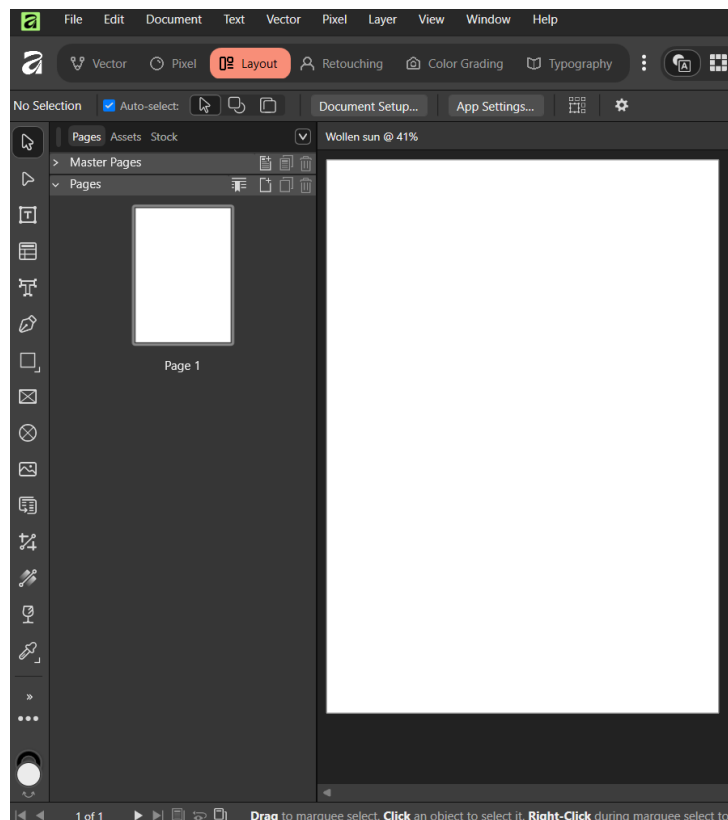 File Edit Document Text Vector Pixel Layer View Window Help
Vector Pixel Layout Retouching Color Grading Typography
No Selection Auto-select: Document Setup... App Settings...
Pages Assets Stock
Wollen sun @ 41%
Master Pages
Pages
Page 1
1 of 1 Drag to marquee select. Click an object to select it. Right-Click during marquee select to